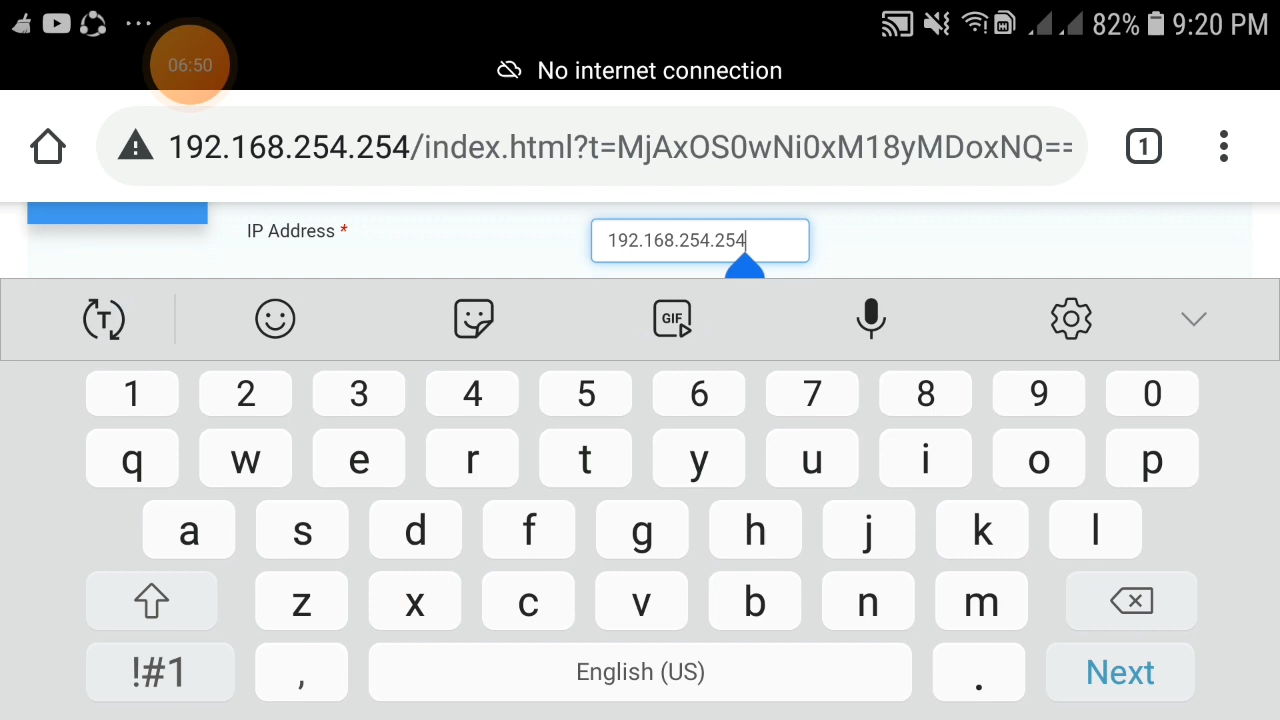 82% 9:20 PM
06:50
No internet connection
192.168.254.254/index.html?t=MjAxOS0wNi0xM18yMDoxNQ==
1
IP Address *
192.168.254.254
T
GIF
1 2 3 4 5 6 7 8 9 0
q w e r t y u i o p
a s d f g h j k l
z x c v b n m
!#1 , English (US) . Next